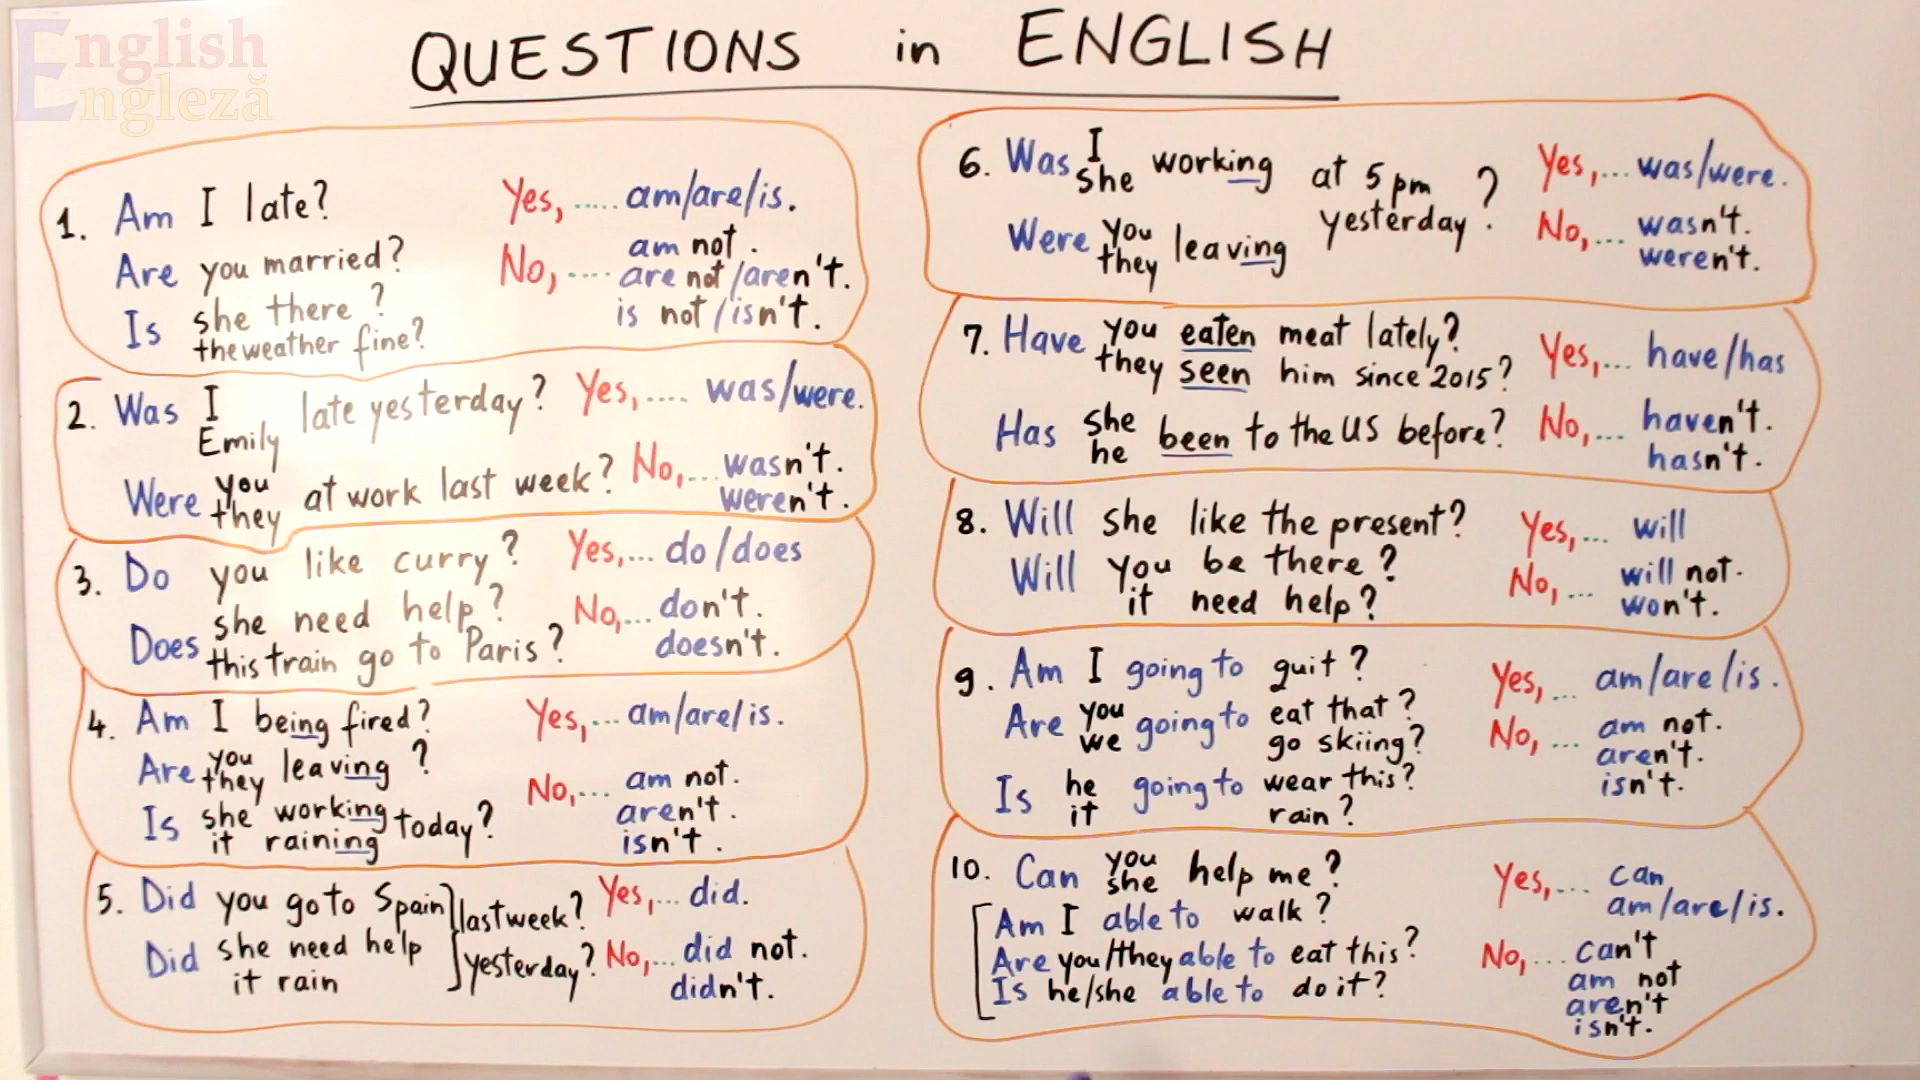 English
Engleză
QUESTIONS in ENGLISH
1. Am I late?
Are you married?
Is she there?
the weather fine?
Yes, ..... am/are/is.
No, ..... am not.
are not/aren't.
is not/isn't.
2. Was I
Emily late yesterday?
Were you
they at work last week?
Yes, .... was/were.
No, ... wasn't.
weren't.
3. Do you like curry?
Does she need help?
this train go to Paris?
Yes, ... do/does
No, ... don't.
doesn't.
4. Am I being fired?
Are you
they leaving?
Is she working
it raining today?
Yes, ... am/are/is.
No, ... am not.
aren't.
isn't.
5. Did you go to Spain
Did she need help
it rain
last week?
yesterday?
Yes, ... did.
No, ... did not.
didn't.
6. Was I
she working
Were you
they leaving
at 5 pm
yesterday?
Yes, ... was/were.
No, ... wasn't.
weren't.
7. Have you eaten meat lately?
they seen him since 2015?
Has she
he been to the US before?
Yes, ... have/has
No, ... haven't.
hasn't.
8. Will she like the present?
Will you be there?
it need help?
Yes, ... will
No, ... will not.
won't.
9. Am I going to guit?
Are you
we going to eat that?
go skiing?
Is he
it going to wear this?
rain?
Yes, ... am/are/is.
No, ... am not.
aren't.
isn't.
10. Can you
she help me?
Am I able to walk?
Are you/they able to eat this?
Is he/she able to do it?
Yes, ... can
am/are/is.
No, ... can't
am not
aren't
isn't.